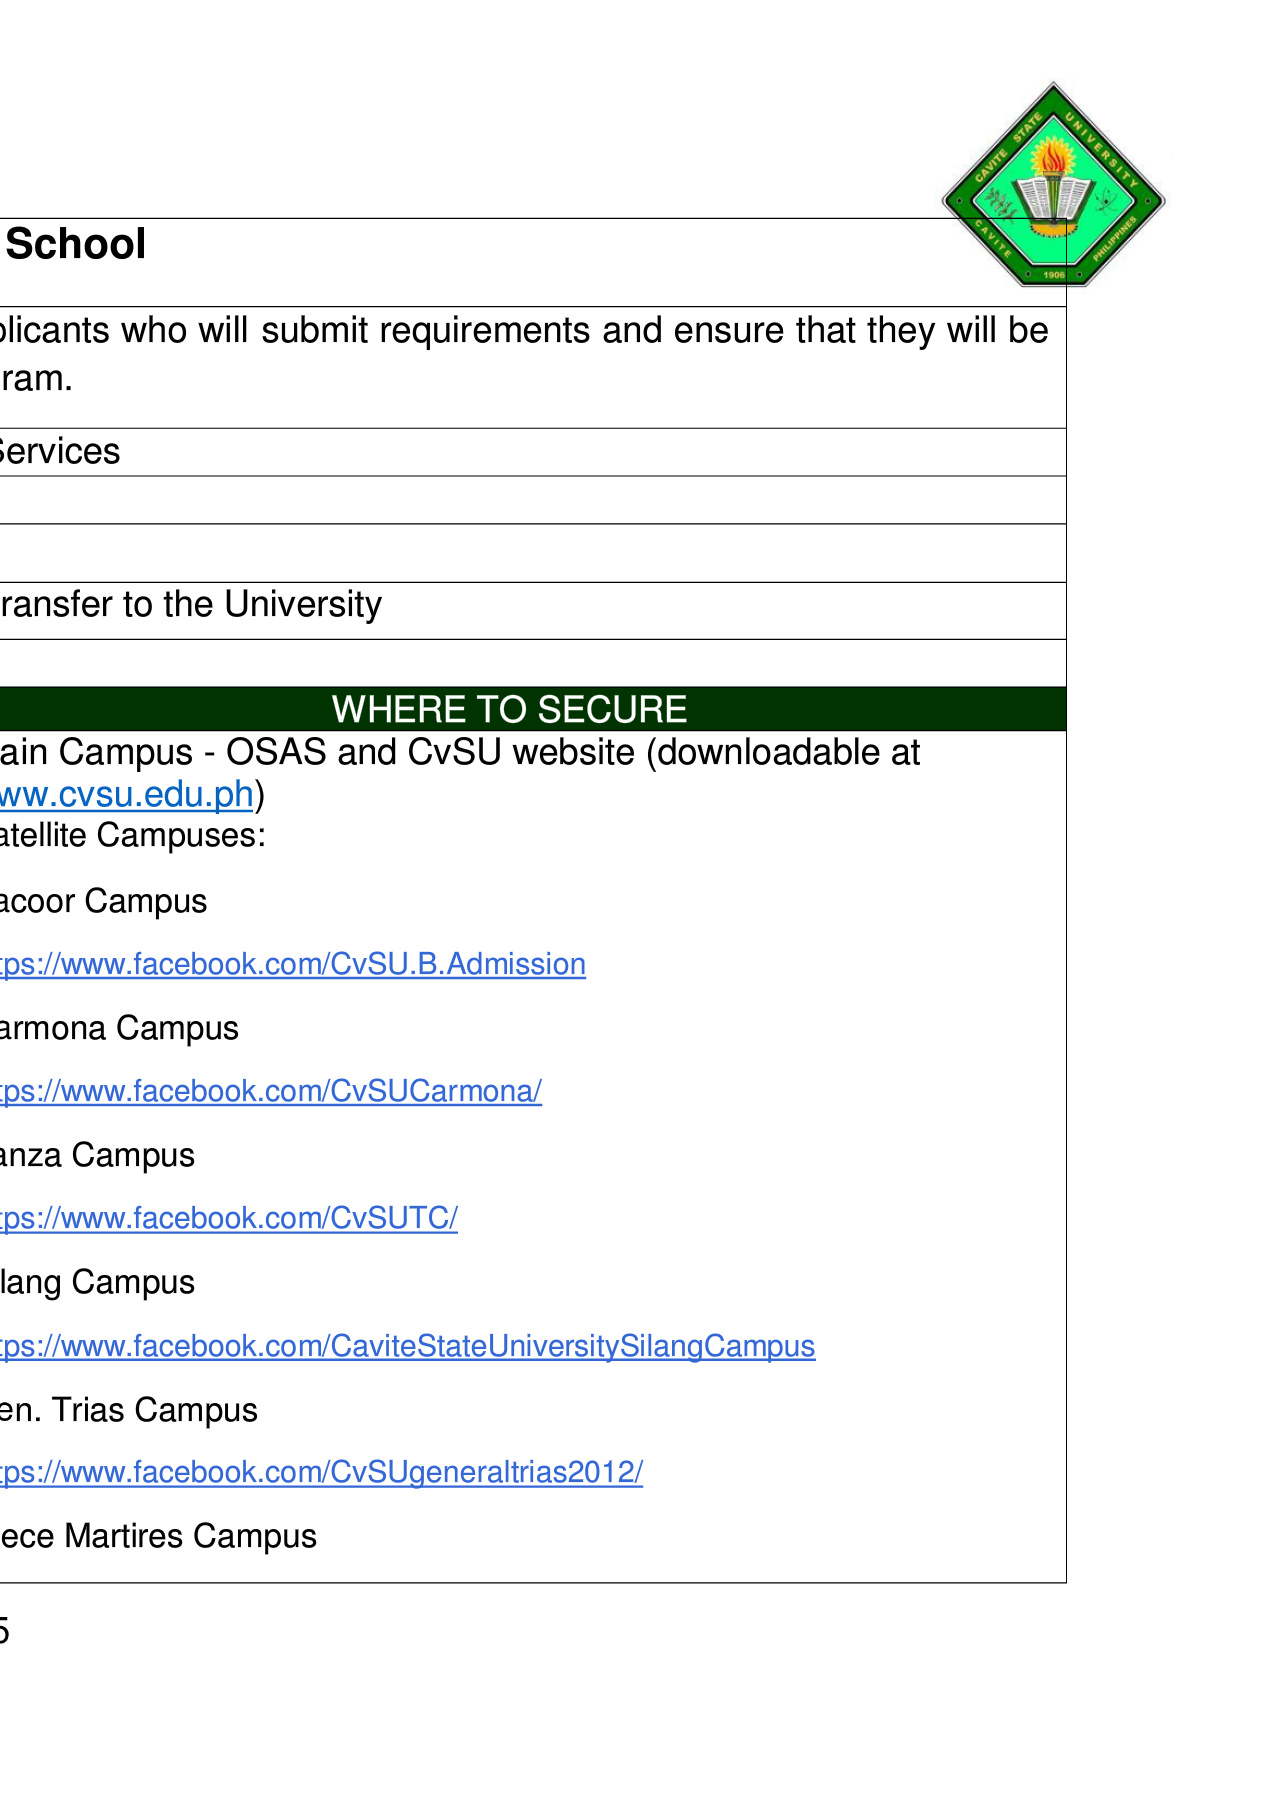 CAVITE STATE UNIVERSITY
CAVITE PHILIPPINES
1906
School
licants who will submit requirements and ensure that they will be
ram.
Services
ransfer to the University
WHERE TO SECURE
ain Campus - OSAS and CvSU website (downloadable at
ww.cvsu.edu.ph)
atellite Campuses:
acoor Campus
tps://www.facebook.com/CvSU.B.Admission
armona Campus
tps://www.facebook.com/CvSUCarmona/
anza Campus
tps://www.facebook.com/CvSUTC/
lang Campus
tps://www.facebook.com/CaviteStateUniversitySilangCampus
en. Trias Campus
tps://www.facebook.com/CvSUgeneraltrias2012/
ece Martires Campus
5